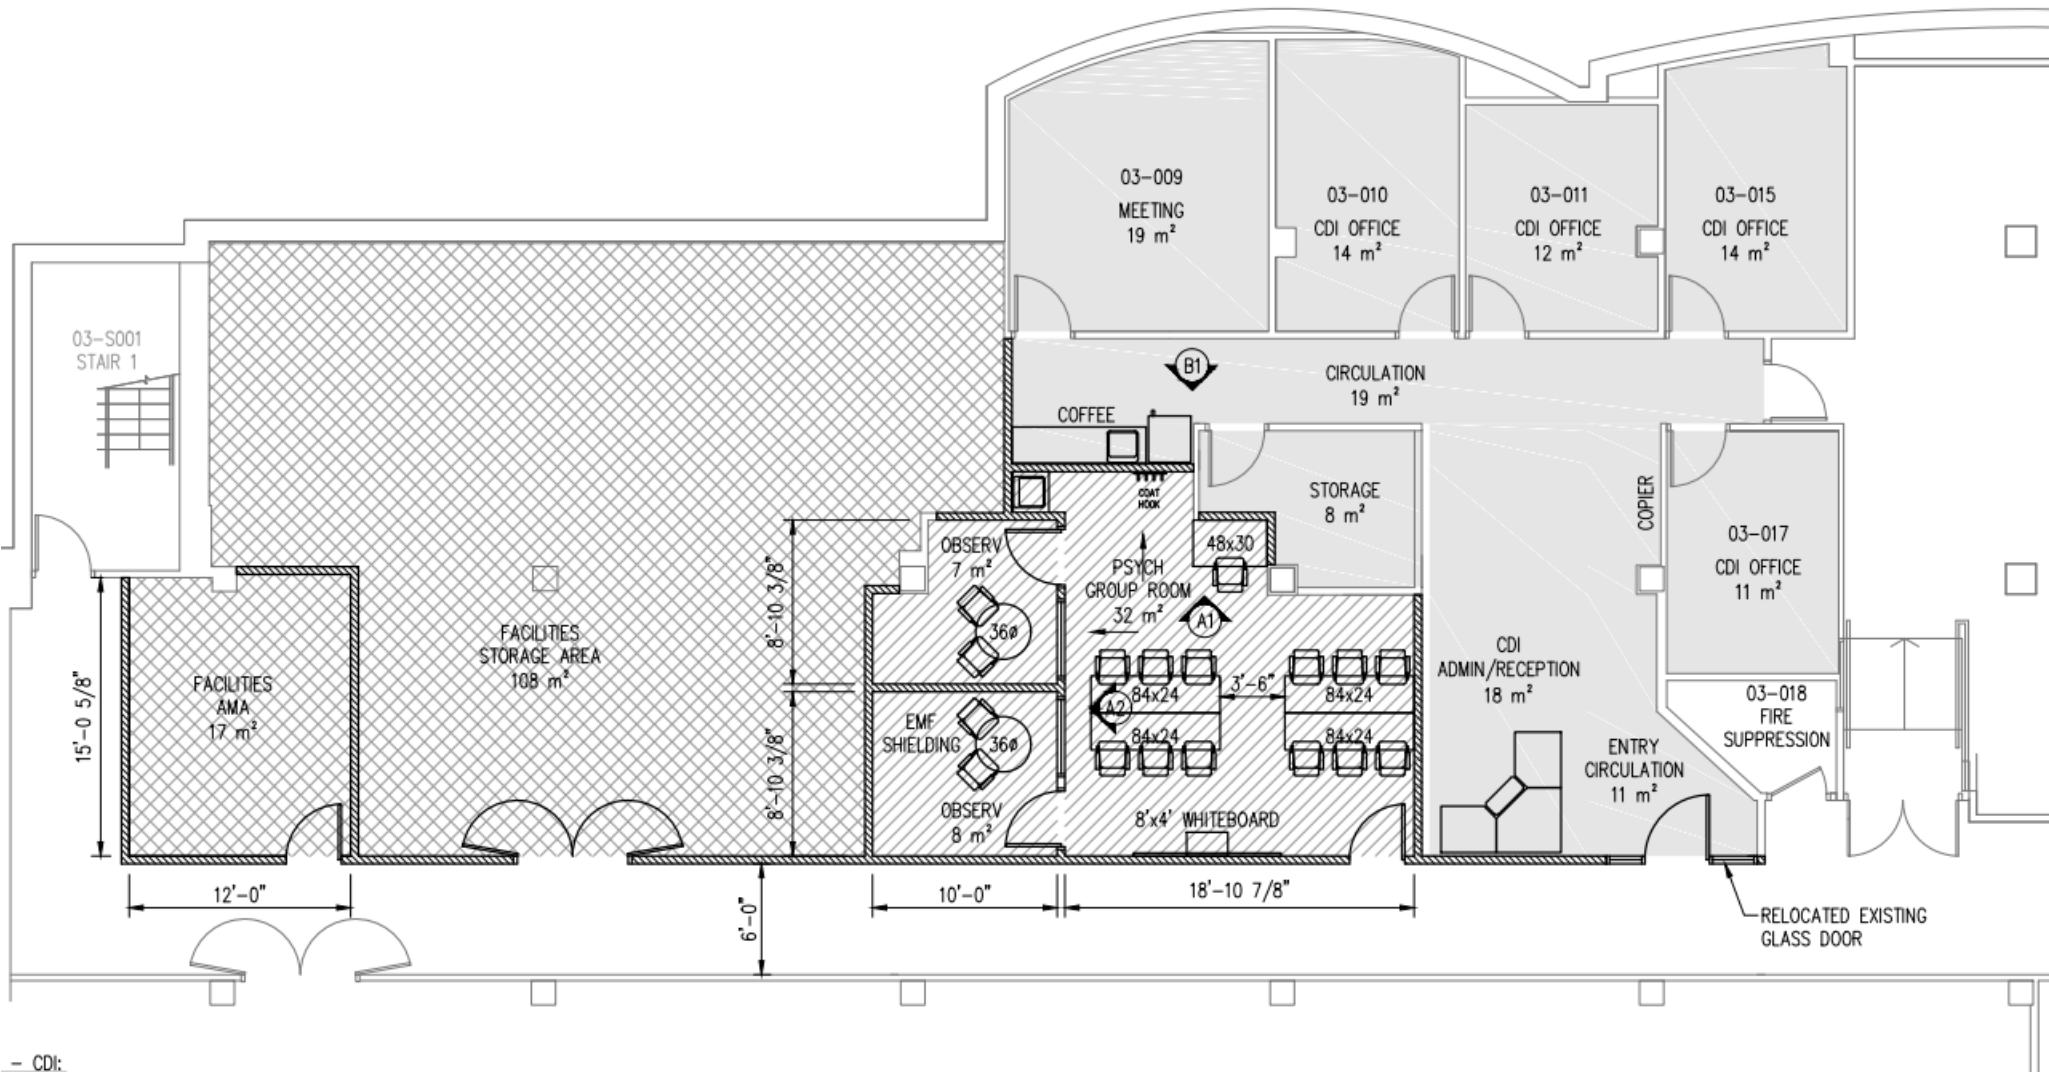 03-009
MEETING
19 m²
03-010
CDI OFFICE
14 m²
03-011
CDI OFFICE
12 m²
03-015
CDI OFFICE
14 m²
03-S001
STAIR 1
B1
CIRCULATION
19 m²
COFFEE
COAT
HOOK
STORAGE
8 m²
COPIER
03-017
CDI OFFICE
11 m²
OBSERV
7 m²
36ø
8'-10 3/8"
48x30
PSYCH
GROUP ROOM
32 m²
A1
FACILITIES
STORAGE AREA
108 m²
FACILITIES
AMA
17 m²
15'-0 5/8"
CDI
ADMIN/RECEPTION
18 m²
84x24
3'-6"
84x24
A2
84x24
84x24
EMF
SHIELDING
36ø
8'-10 3/8"
OBSERV
8 m²
8'x4' WHITEBOARD
03-018
FIRE
SUPPRESSION
ENTRY
CIRCULATION
11 m²
12'-0"
10'-0"
18'-10 7/8"
6'-0"
RELOCATED EXISTING
GLASS DOOR
- CDI: